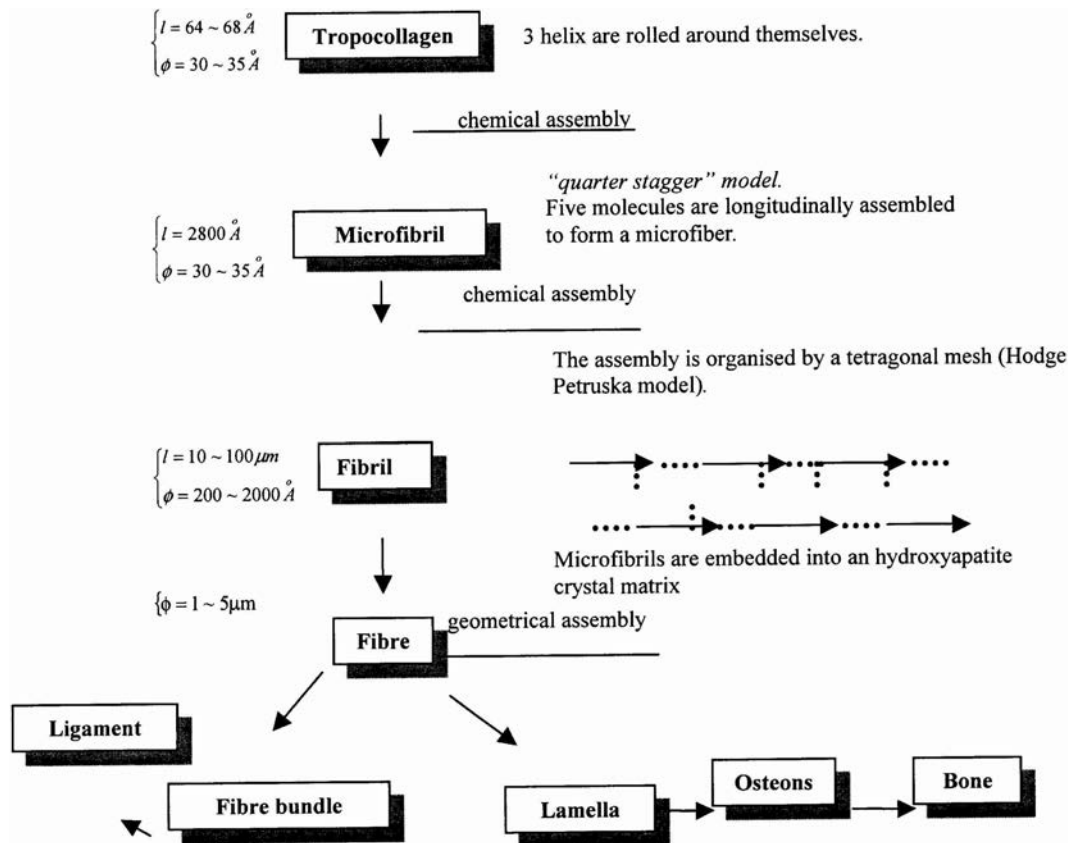 l = 64 ~ 68 Å
Tropocollagen
3 helix are rolled around themselves.
ϕ = 30 ~ 35 Å
chemical assembly
“quarter stagger” model.
Five molecules are longitudinally assembled
to form a microfiber.
l = 2800 Å
Microfibril
ϕ = 30 ~ 35 Å
chemical assembly
The assembly is organised by a tetragonal mesh (Hodge
Petruska model).
l = 10 ~ 100 μm
Fibril
ϕ = 200 ~ 2000 Å
Microfibrils are embedded into an hydroxyapatite
crystal matrix
ϕ = 1 ~ 5μm
geometrical assembly
Fibre
Ligament
Fibre bundle
Lamella
Osteons
Bone